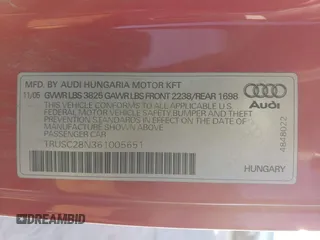 MFD. BY AUDI HUNGARIA MOTOR KFT
11/05 GVWR LBS 3825 GAWR LBS FRONT 2238/REAR 1698
THIS VEHICLE CONFORMS TO ALL APPLICABLE U.S.
FEDERAL MOTOR VEHICLE SAFETY BUMPER AND THEFT
PREVENTION STANDARDS IN EFFECT ON THE DATE OF
MANUFACTURE SHOWN ABOVE
PASSENGER CAR
TRUSC28N361005651
Audi
4848022
HUNGARY
© DREAMBID